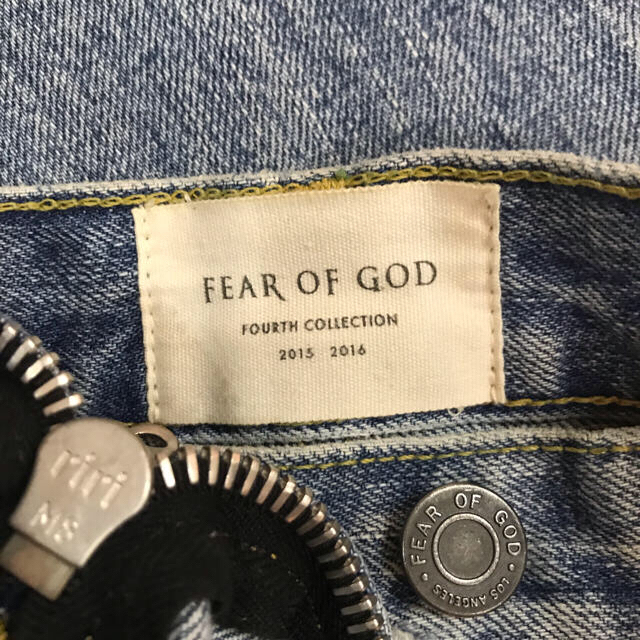 FEAR OF GOD
FOURTH COLLECTION
2015 2016
riri
M8
FEAR OF GOD • LOS ANGELES •